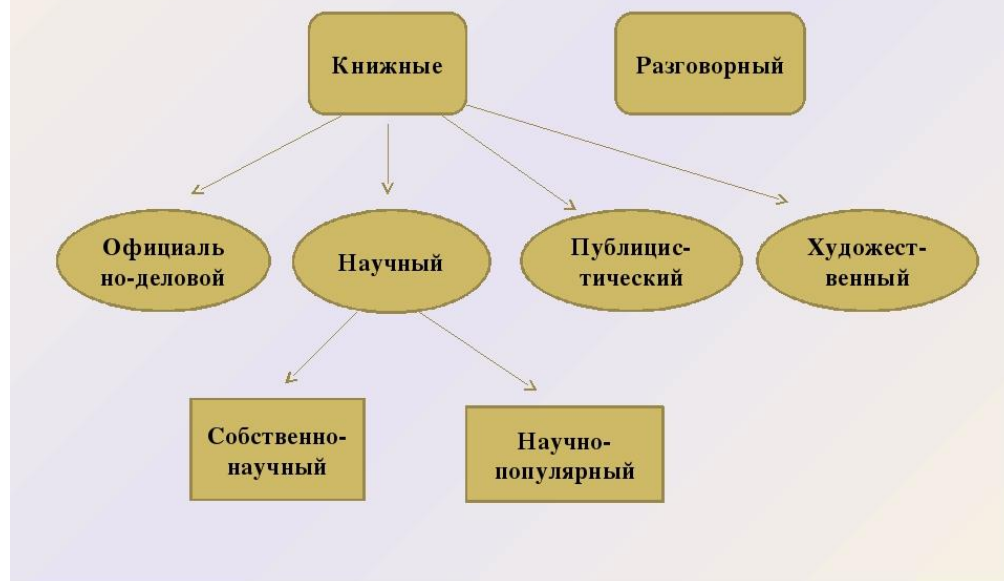 Книжные
Разговорный
Официаль
но-деловой
Научный
Публицис-
тический
Художест-
венный
Собственно-
научный
Научно-
популярный